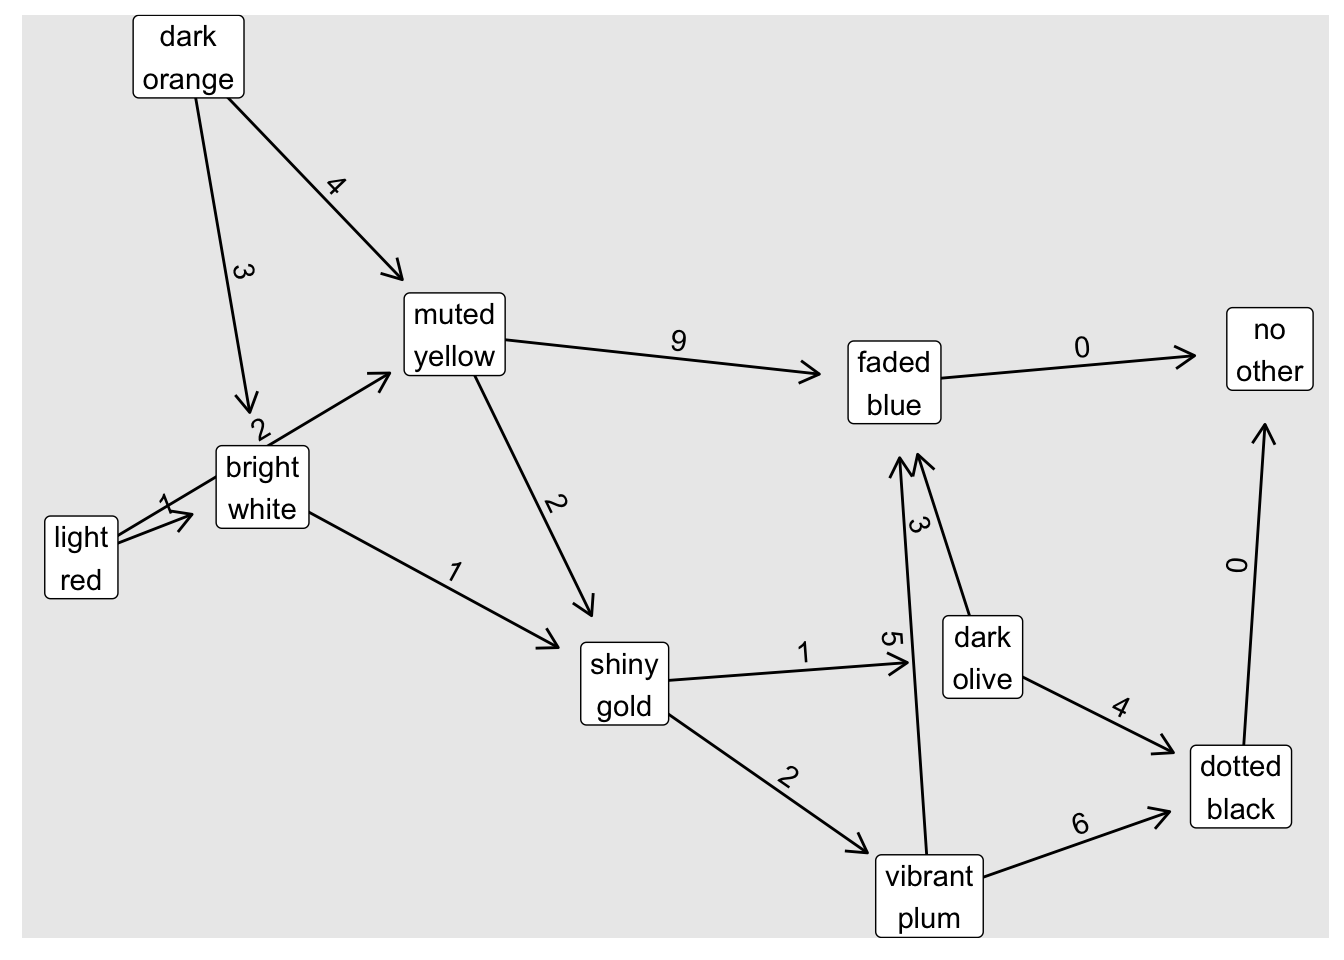 dark
orange
4
3
muted
yellow
9
faded
blue
0
no
other
2
bright
white
1
light
red
2
1
3
0
5
dark
olive
shiny
gold
1
4
2
dotted
black
6
vibrant
plum